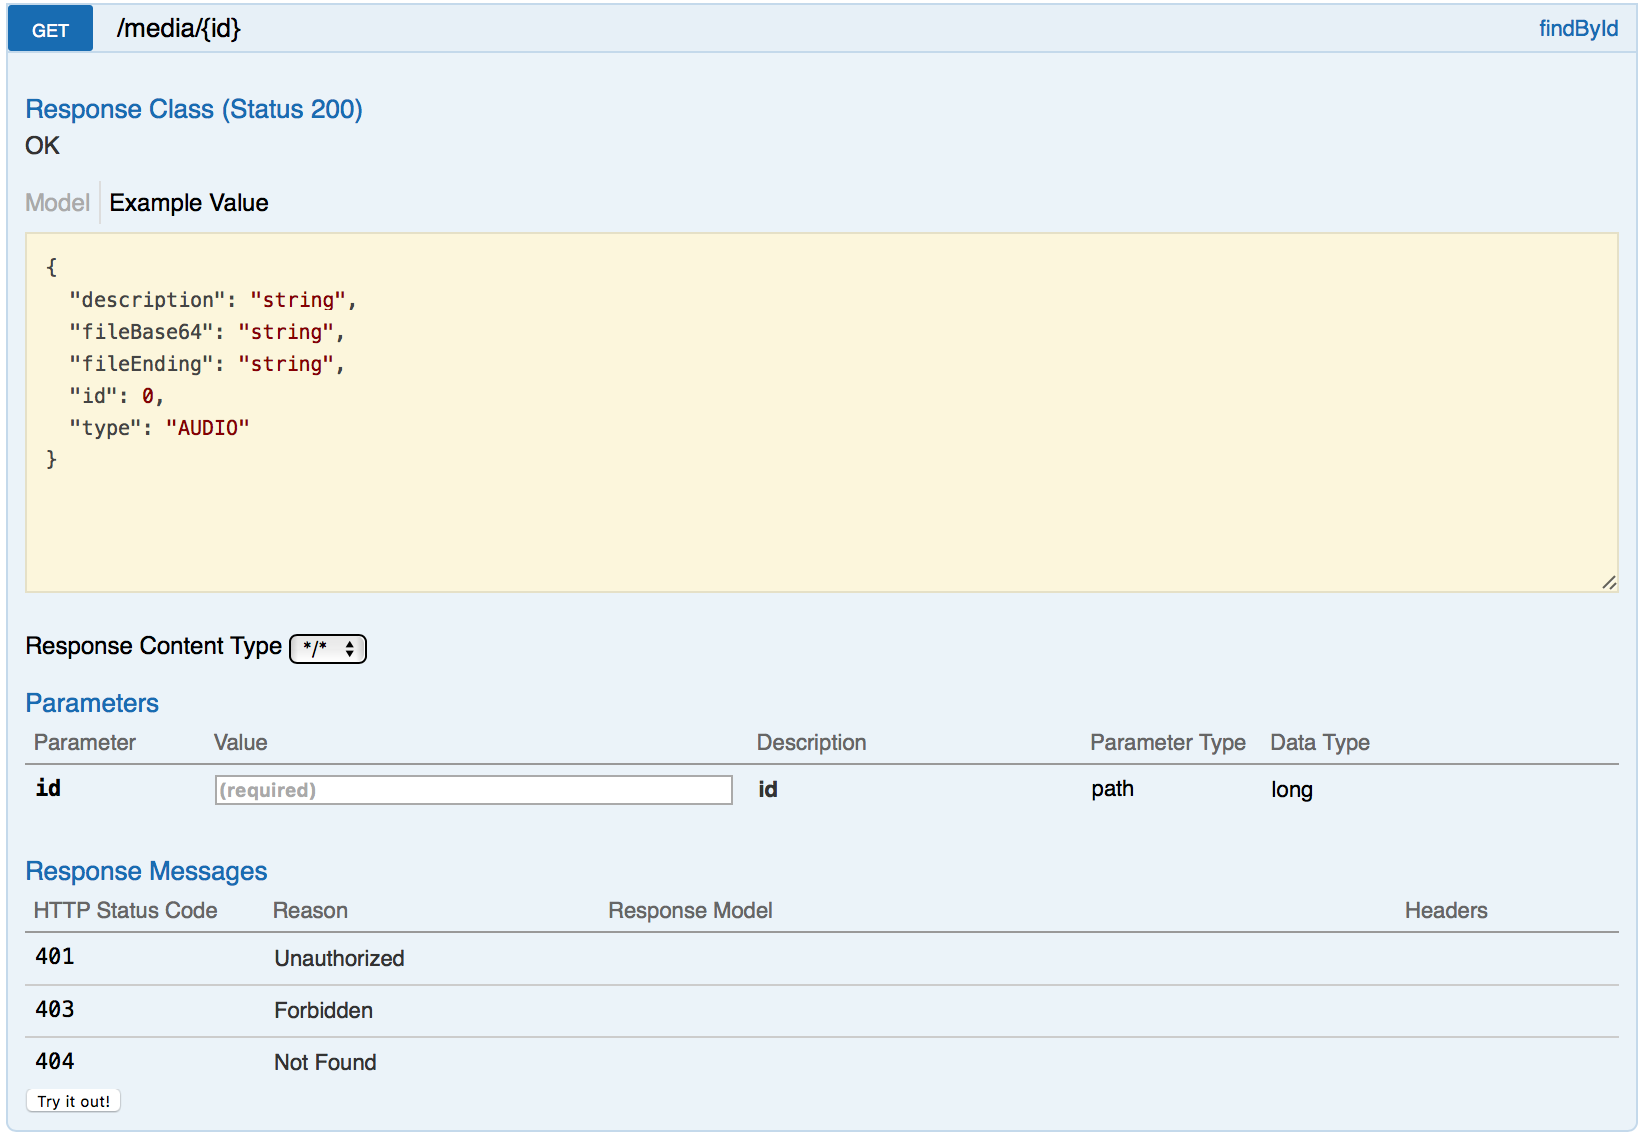 GET /media/{id} findById
Response Class (Status 200)
OK
Model Example Value
{
"description": "string",
"fileBase64": "string",
"fileEnding": "string",
"id": 0,
"type": "AUDIO"
}
Response Content Type */*
Parameters
Parameter Value Description Parameter Type Data Type
id (required) id path long
Response Messages
HTTP Status Code Reason Response Model Headers
401 Unauthorized
403 Forbidden
404 Not Found
Try it out!